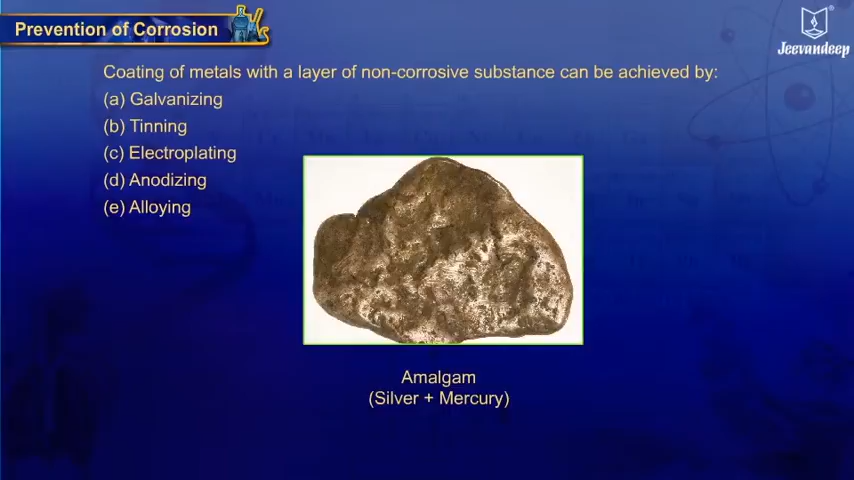 Prevention of Corrosion
Jeevandeep
Coating of metals with a layer of non-corrosive substance can be achieved by:
(a) Galvanizing
(b) Tinning
(c) Electroplating
(d) Anodizing
(e) Alloying
Amalgam
(Silver + Mercury)